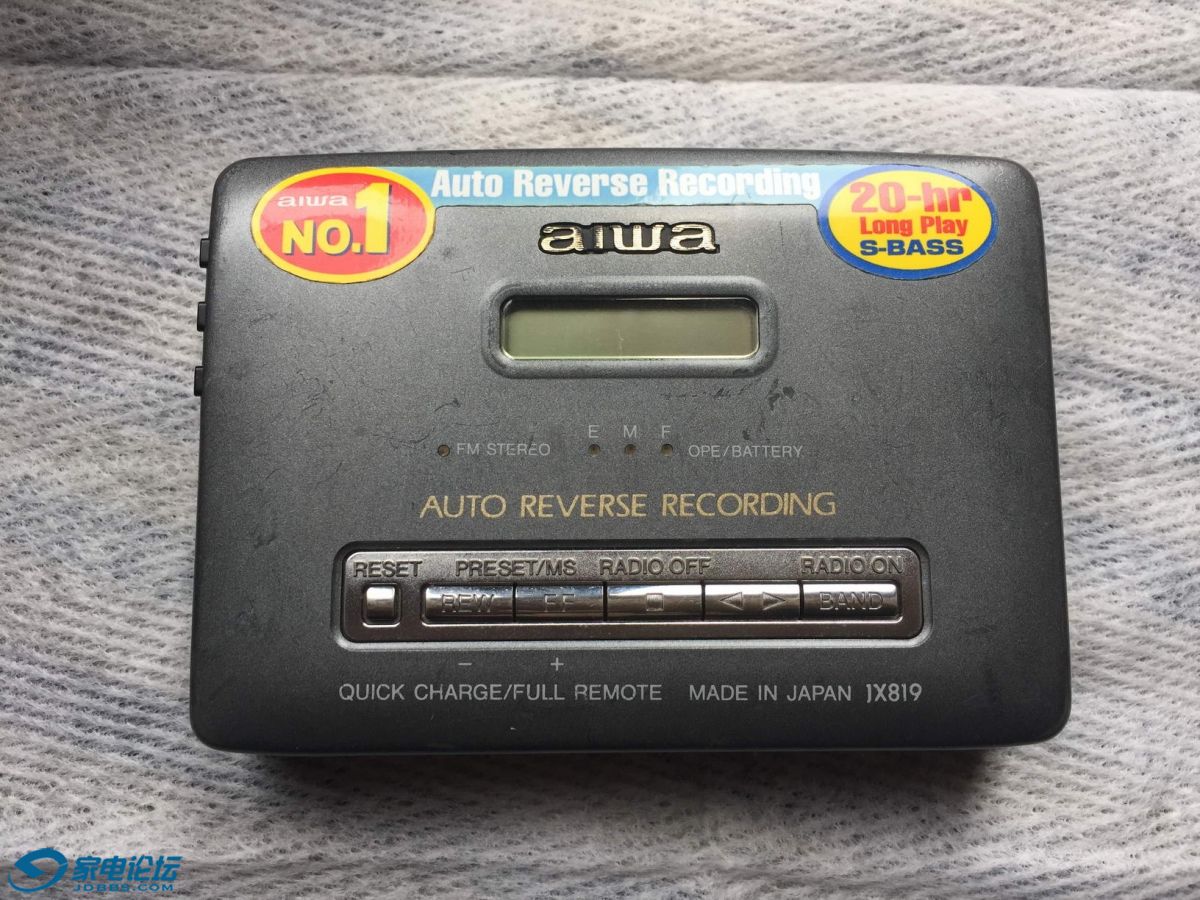 aiwa
NO.1
Auto Reverse Recording
20-hr
Long Play
S-BASS
aiwa
E M F
FM STEREO OPE/BATTERY
AUTO REVERSE RECORDING
RESET PRESET/MS RADIO OFF RADIO ON
REW FF BAND
− +
QUICK CHARGE/FULL REMOTE MADE IN JAPAN JX819
家电论坛
JDBBS.COM